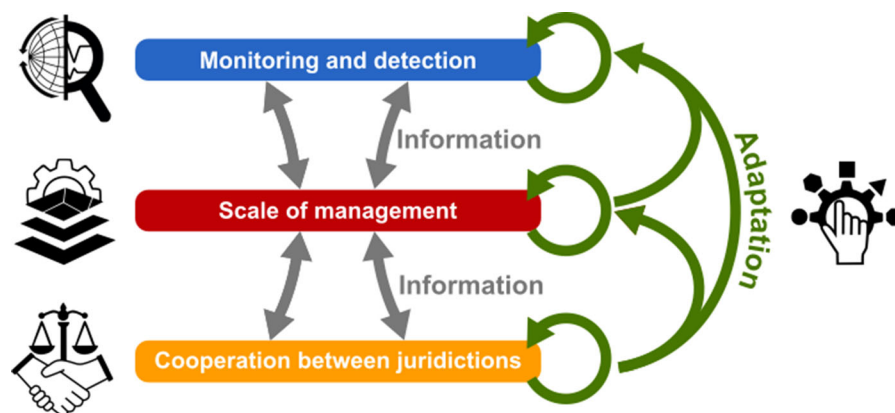 Monitoring and detection
Information
Scale of management
Adaptation
Information
Cooperation between juridictions